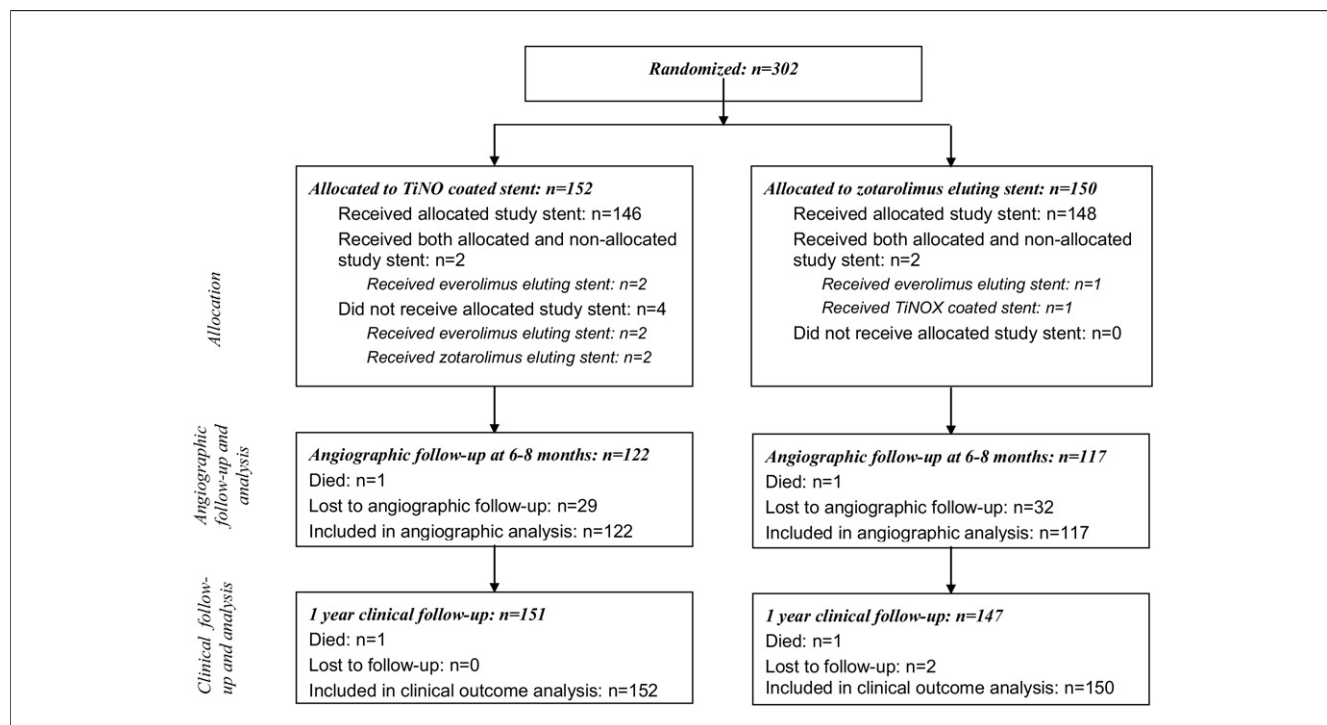 Randomized: n=302
Allocation
Allocated to TiNO coated stent: n=152
Received allocated study stent: n=146
Received both allocated and non-allocated
study stent: n=2
Received everolimus eluting stent: n=2
Did not receive allocated study stent: n=4
Received everolimus eluting stent: n=2
Received zotarolimus eluting stent: n=2
Allocated to zotarolimus eluting stent: n=150
Received allocated study stent: n=148
Received both allocated and non-allocated
study stent: n=2
Received everolimus eluting stent: n=1
Received TiNOX coated stent: n=1
Did not receive allocated study stent: n=0
Angiographic
follow-up and
analysis
Angiographic follow-up at 6-8 months: n=122
Died: n=1
Lost to angiographic follow-up: n=29
Included in angiographic analysis: n=122
Angiographic follow-up at 6-8 months: n=117
Died: n=1
Lost to angiographic follow-up: n=32
Included in angiographic analysis: n=117
Clinical follow-
up and analysis
1 year clinical follow-up: n=151
Died: n=1
Lost to follow-up: n=0
Included in clinical outcome analysis: n=152
1 year clinical follow-up: n=147
Died: n=1
Lost to follow-up: n=2
Included in clinical outcome analysis: n=150